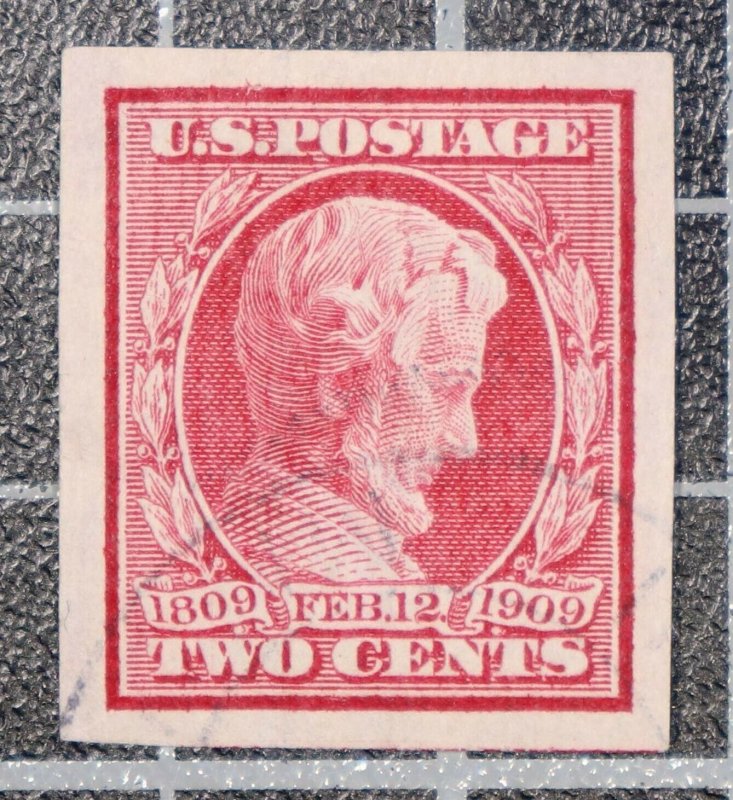 U.S. POSTAGE
1809 FEB. 12. 1909
TWO CENTS